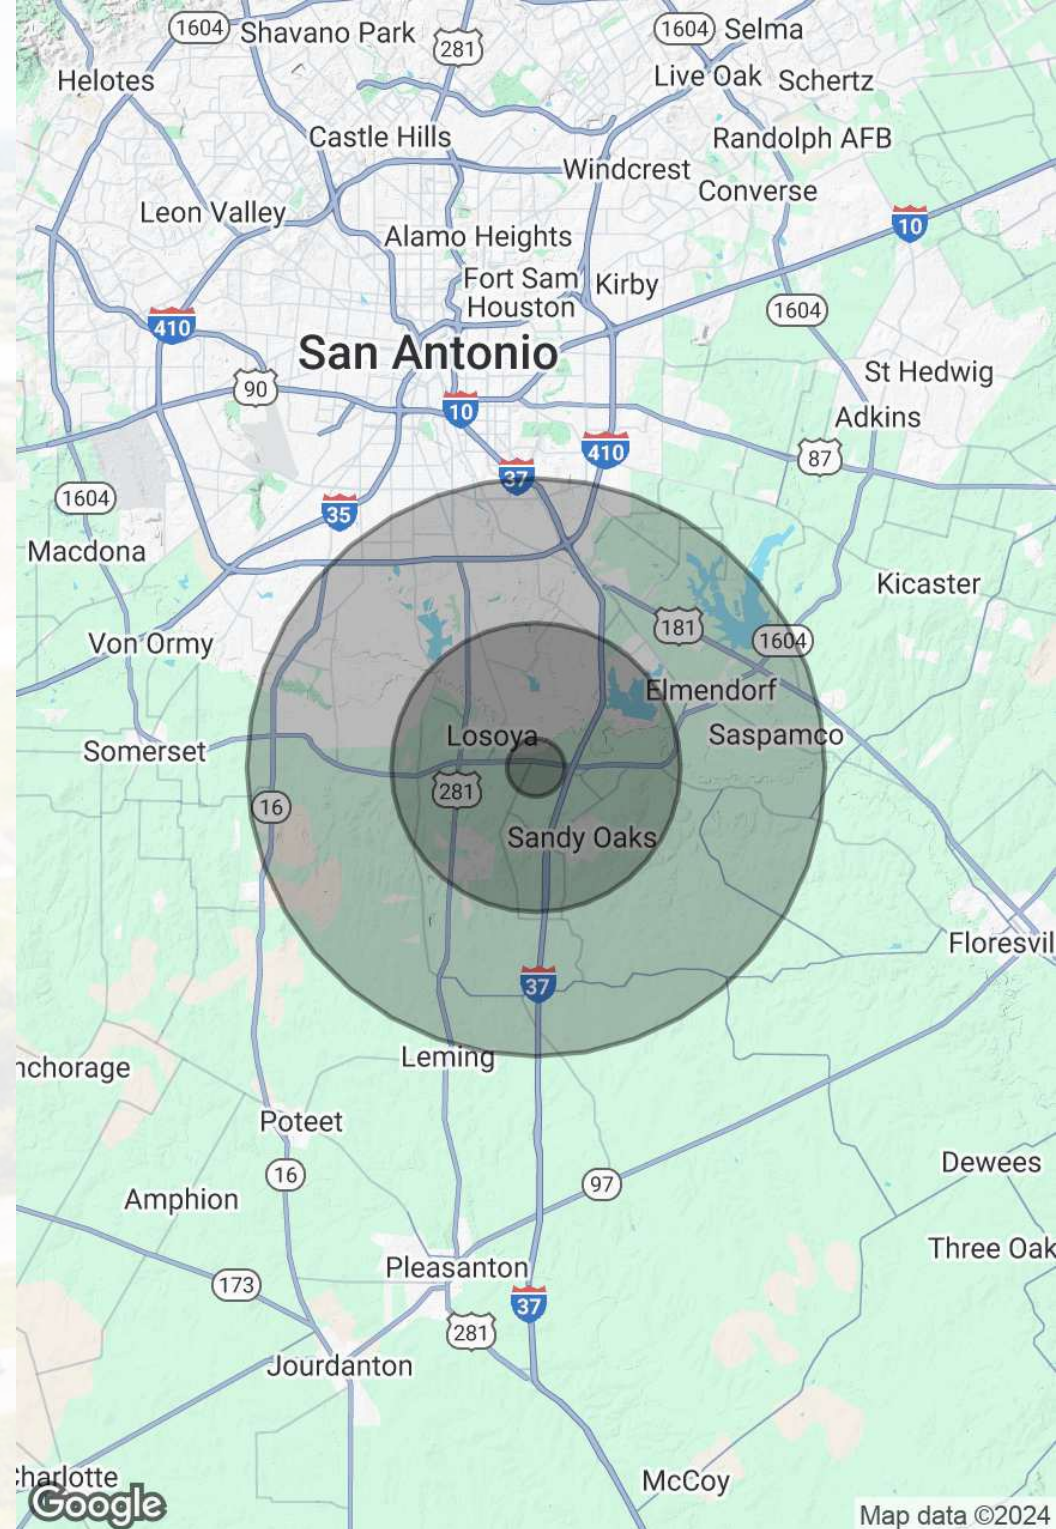 1604
Shavano Park
281
1604
Selma
Helotes
Live Oak
Schertz
Castle Hills
Randolph AFB
Windcrest
Converse
Leon Valley
10
Alamo Heights
Fort Sam
Houston
Kirby
1604
410
San Antonio
90
St Hedwig
10
Adkins
410
87
37
1604
35
Macdona
Kicaster
181
1604
Von Ormy
Elmendorf
Losoya
Saspamco
Somerset
281
16
Sandy Oaks
Floresvil
37
Leming
nchorage
Poteet
16
97
Dewees
Amphion
Three Oak
Pleasanton
173
37
281
Jourdanton
Charlotte
McCoy
Google
Map data ©2024